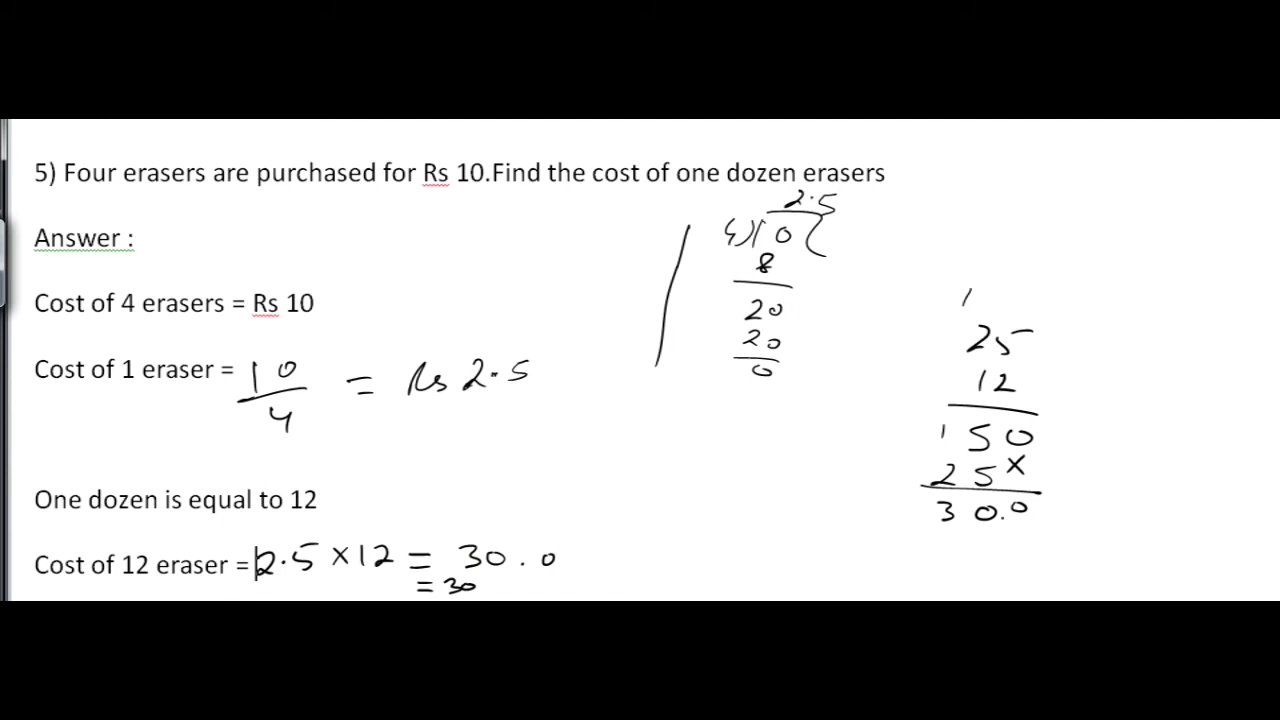 5) Four erasers are purchased for Rs 10.Find the cost of one dozen erasers
2.5
4)10(
8
20
20
0
Answer :
Cost of 4 erasers = Rs 10
Cost of 1 eraser = 10/4 = Rs 2.5
1
25
12
150
25x
30.0
One dozen is equal to 12
Cost of 12 eraser = 2.5 x 12 = 30.0
= 30